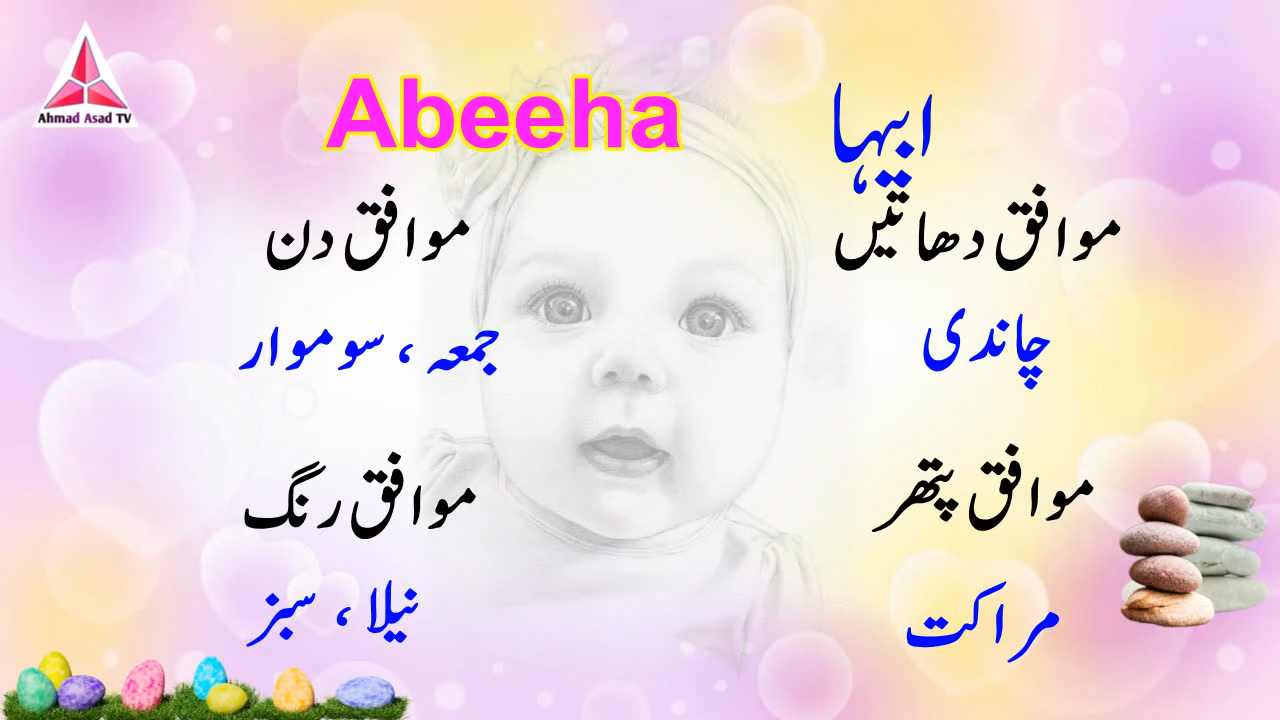 Ahmad Asad TV
Abeeha
ابیہا
موافق دھاتیں
موافق دن
چاندی
جمعہ ، سوموار
موافق پتھر
موافق رنگ
مراکت
نیلا ، سبز